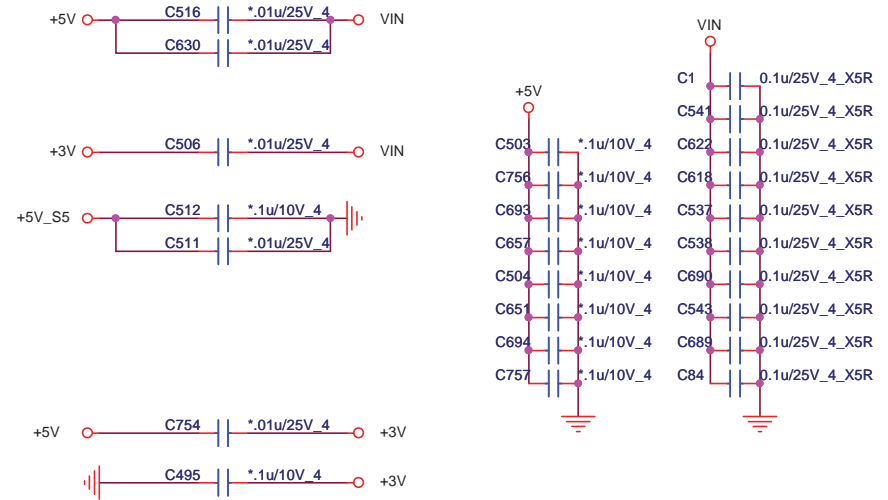 +5V C516 *.01u/25V_4 VIN
C630 *.01u/25V_4
+3V C506 *.01u/25V_4 VIN
+5V_S5 C512 *.1u/10V_4
C511 *.01u/25V_4
+5V C754 *.01u/25V_4 +3V
C495 *.1u/10V_4 +3V
+5V
C503 *.1u/10V_4
C756 *.1u/10V_4
C693 *.1u/10V_4
C657 *.1u/10V_4
C504 *.1u/10V_4
C651 *.1u/10V_4
C694 *.1u/10V_4
C757 *.1u/10V_4
VIN
C1 0.1u/25V_4_X5R
C541 0.1u/25V_4_X5R
C622 0.1u/25V_4_X5R
C618 0.1u/25V_4_X5R
C537 0.1u/25V_4_X5R
C538 0.1u/25V_4_X5R
C690 0.1u/25V_4_X5R
C543 0.1u/25V_4_X5R
C689 0.1u/25V_4_X5R
C84 0.1u/25V_4_X5R